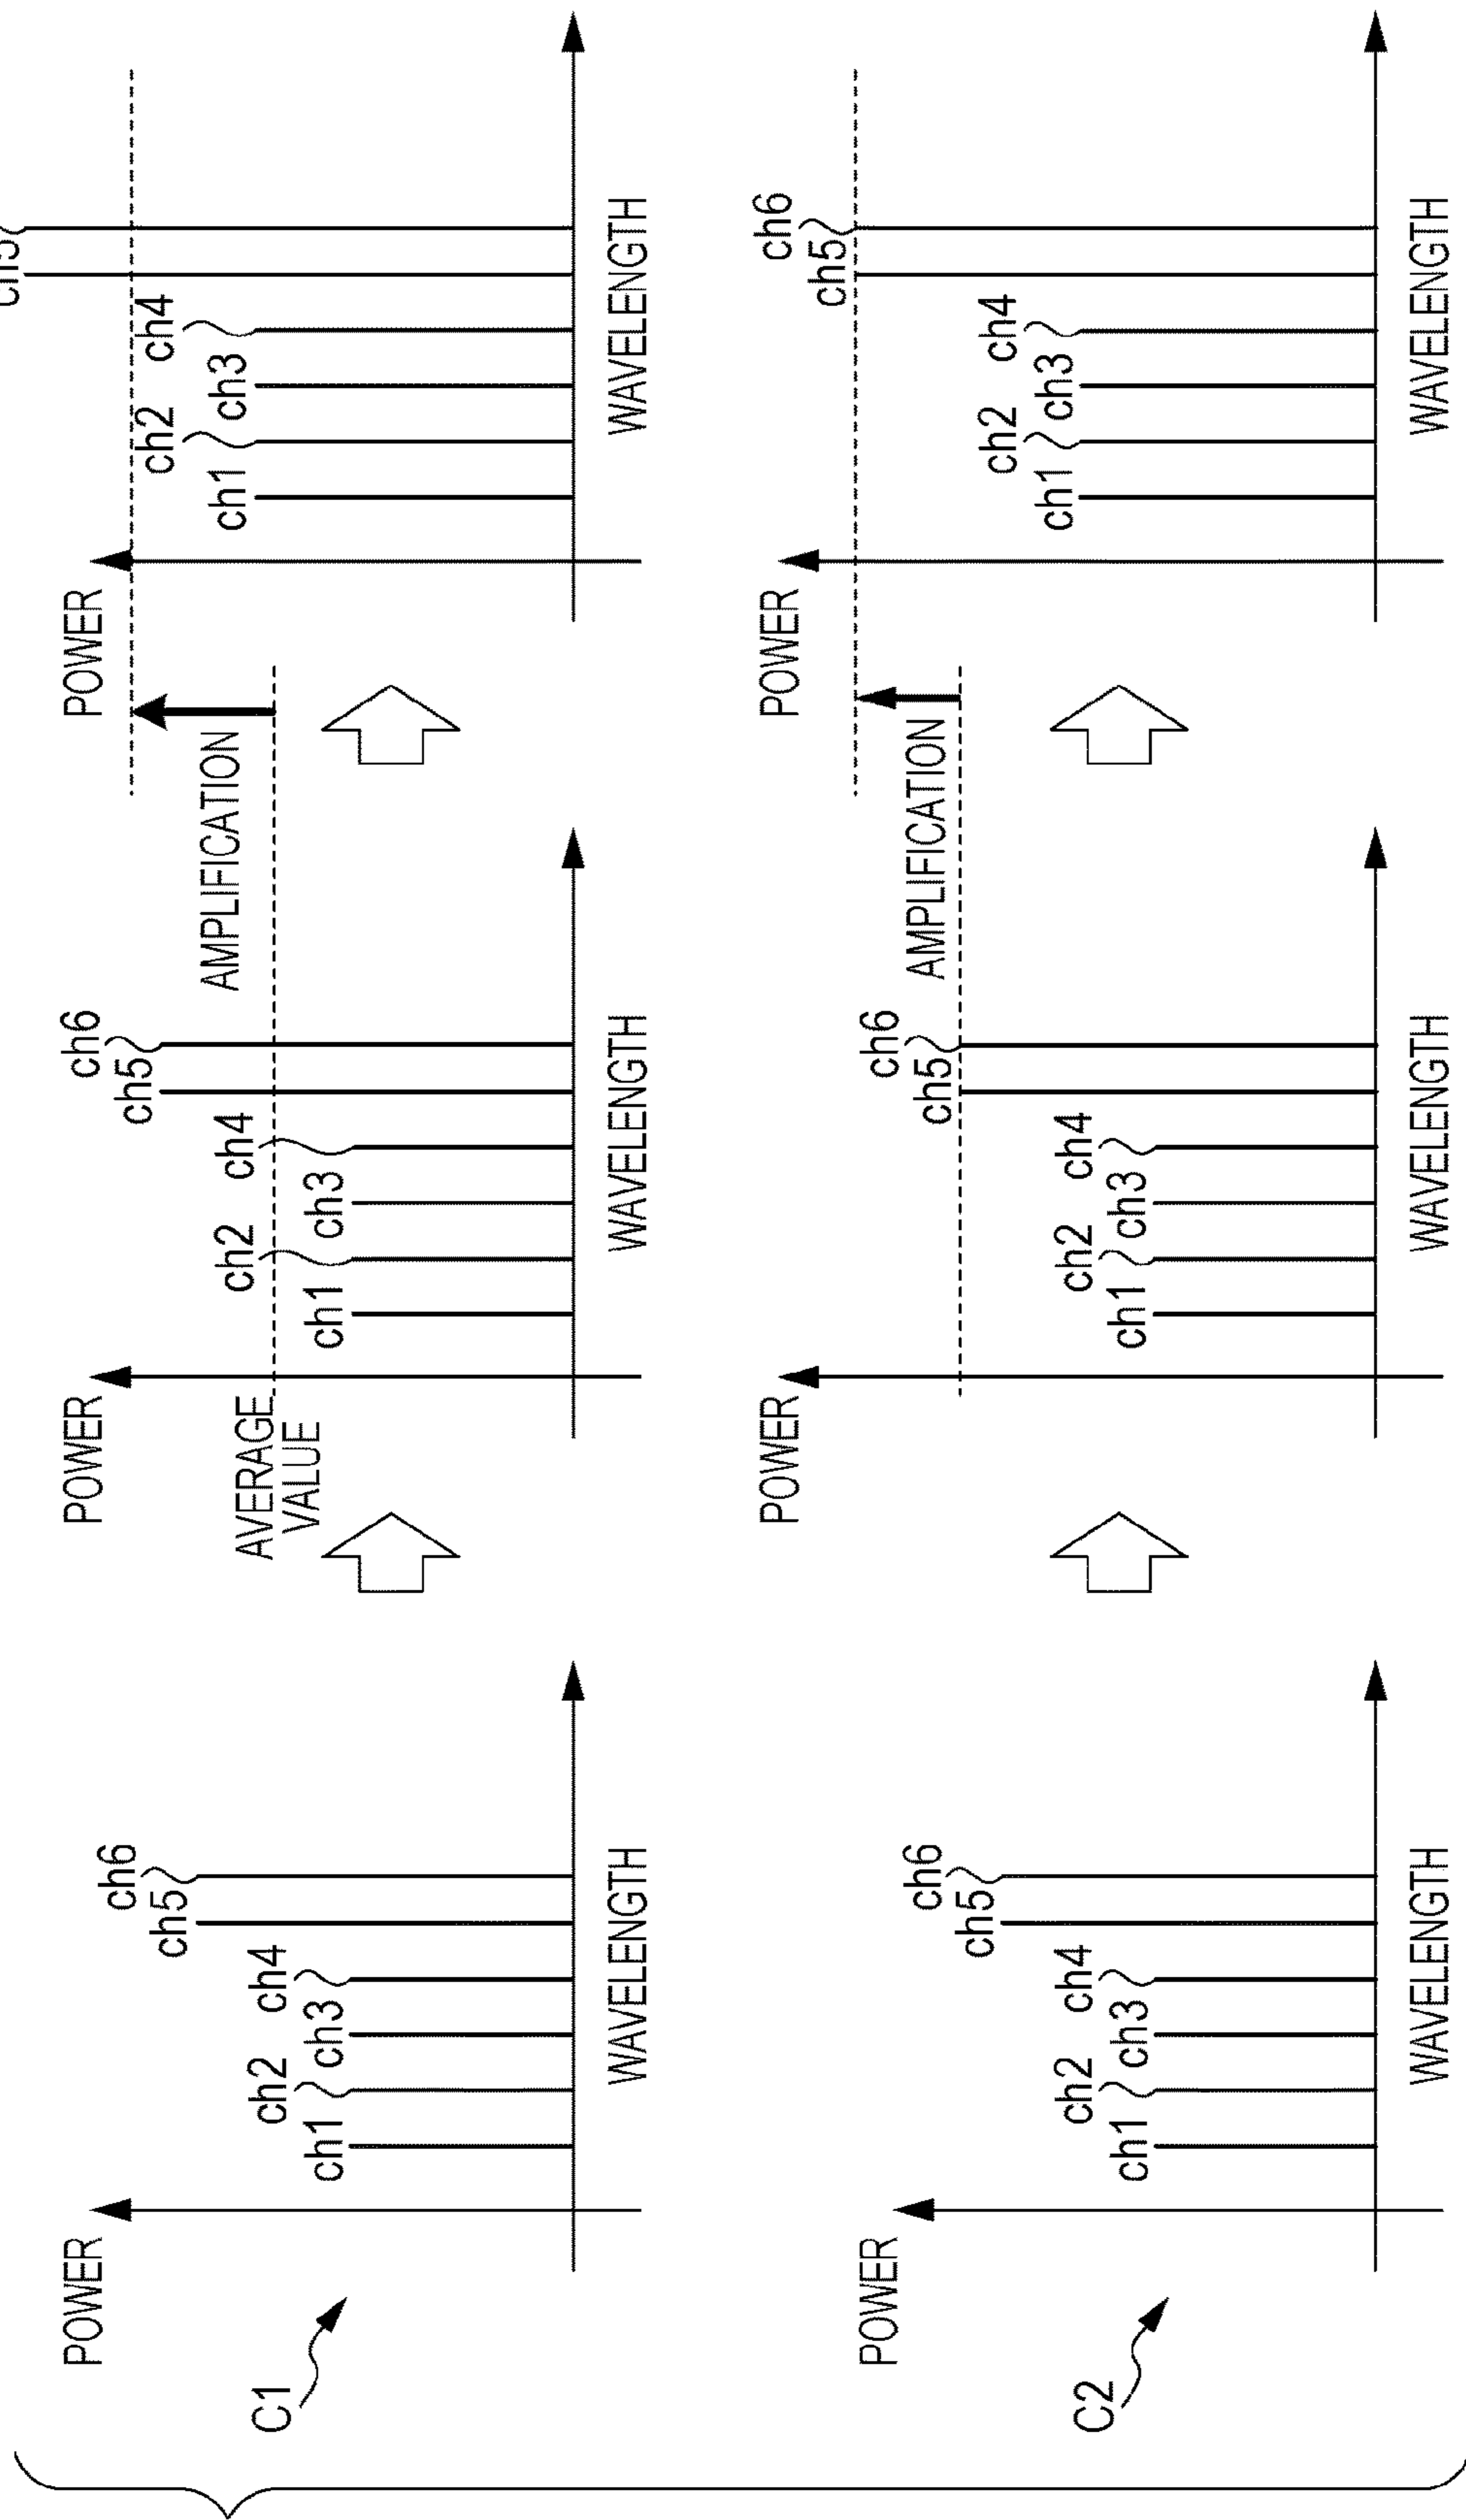 C1
POWER
ch1
ch2
ch3
ch4
ch5
ch6
WAVELENGTH
AVERAGE
VALUE
POWER
ch1
ch2
ch3
ch4
ch5
ch6
WAVELENGTH
AMPLIFICATION
POWER
ch1
ch2
ch3
ch4
ch5
WAVELENGTH
C2
POWER
ch1
ch2
ch3
ch4
ch5
ch6
WAVELENGTH
POWER
ch1
ch2
ch3
ch4
ch5
ch6
WAVELENGTH
AMPLIFICATION
POWER
ch1
ch2
ch3
ch4
ch5
ch6
WAVELENGTH